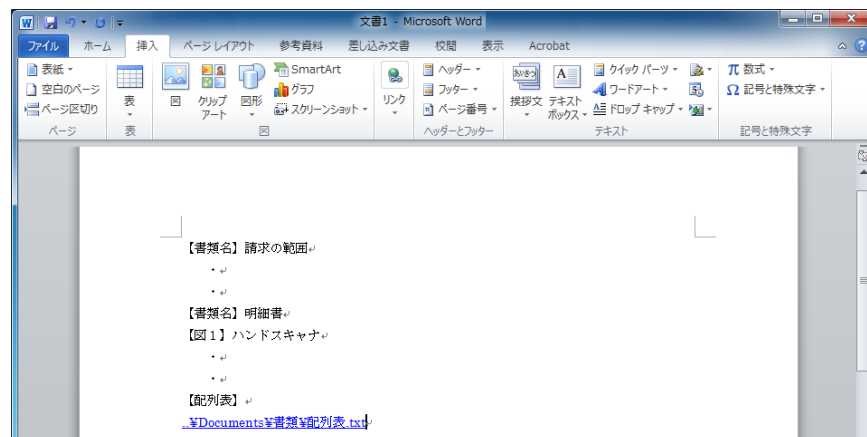 文書1 - Microsoft Word
ファイル ホーム 挿入 ページ レイアウト 参考資料 差し込み文書 校閲 表示 Acrobat
表紙
空白のページ
ページ区切り
ページ
表
表
図
クリップ
アート
図形
SmartArt
グラフ
スクリーンショット
図
リンク
ヘッダー
フッター
ページ番号
ヘッダーとフッター
挨拶文
テキスト
ボックス
クイック パーツ
ワードアート
ドロップ キャップ
テキスト
π 数式
Ω 記号と特殊文字
記号と特殊文字
【書類名】請求の範囲↵
・↵
・↵
【書類名】明細書↵
【図1】ハンドスキャナ↵
・↵
・↵
【配列表】↵
..¥Documents¥書類¥配列表.txt↵